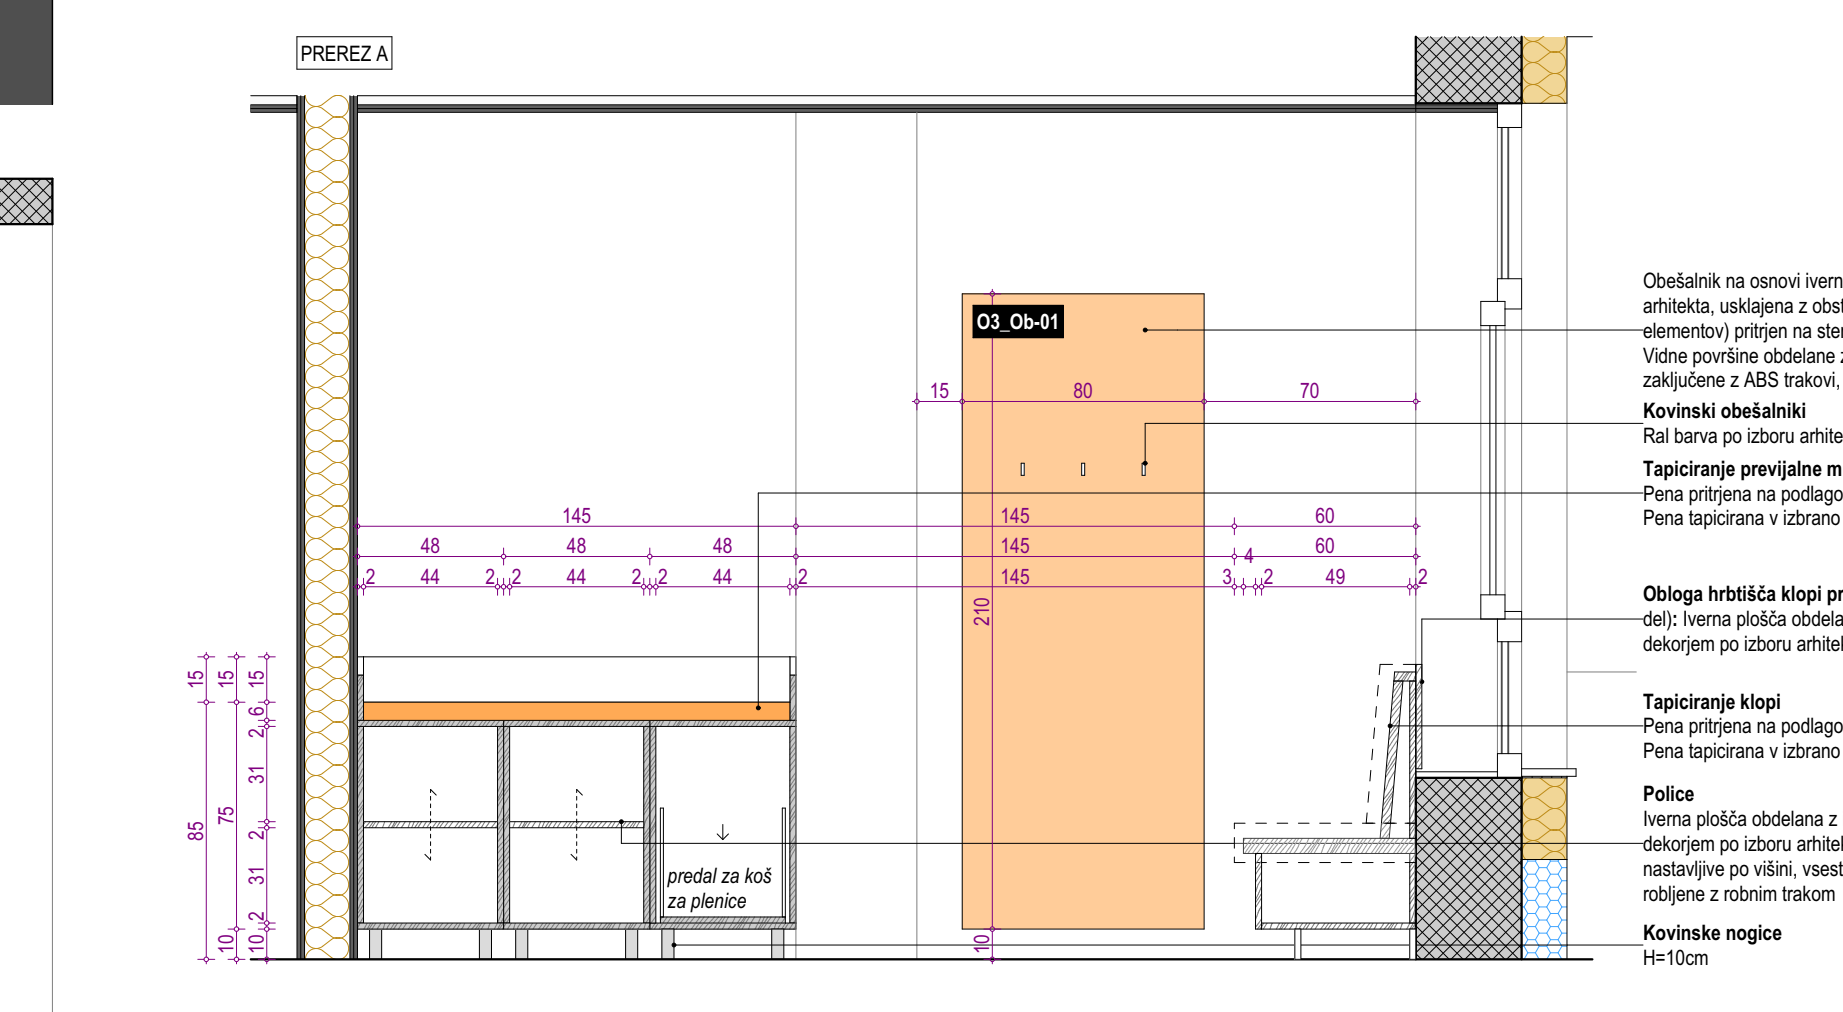 PREREZ A
O3_Ob-01
15 80 70
145 145 60
48 48 48 145 4 60
2 44 2 2 44 2 2 44 2 145 3 2 49 2
210
10
15 15 15
6
2
31
85 75
2
31
2
10 10
predal za koš
za plenice
Obešalnik na osnovi ivern
arhitekta, usklajena z obst
elementov) pritrjen na ster
Vidne površine obdelane z
zaključene z ABS trakovi,
Kovinski obešalniki
Ral barva po izboru arhite
Tapiciranje previjalne m
Pena pritrjena na podlago
Pena tapicirana v izbrano
Obloga hrbtišča klopi pr
del): Iverna plošča obdela
dekorjem po izboru arhitek
Tapiciranje klopi
Pena pritrjena na podlago
Pena tapicirana v izbrano
Police
Iverna plošča obdelana z
dekorjem po izboru arhitek
nastavljive po višini, vsest
robljene z robnim trakom
Kovinske nogice
H=10cm